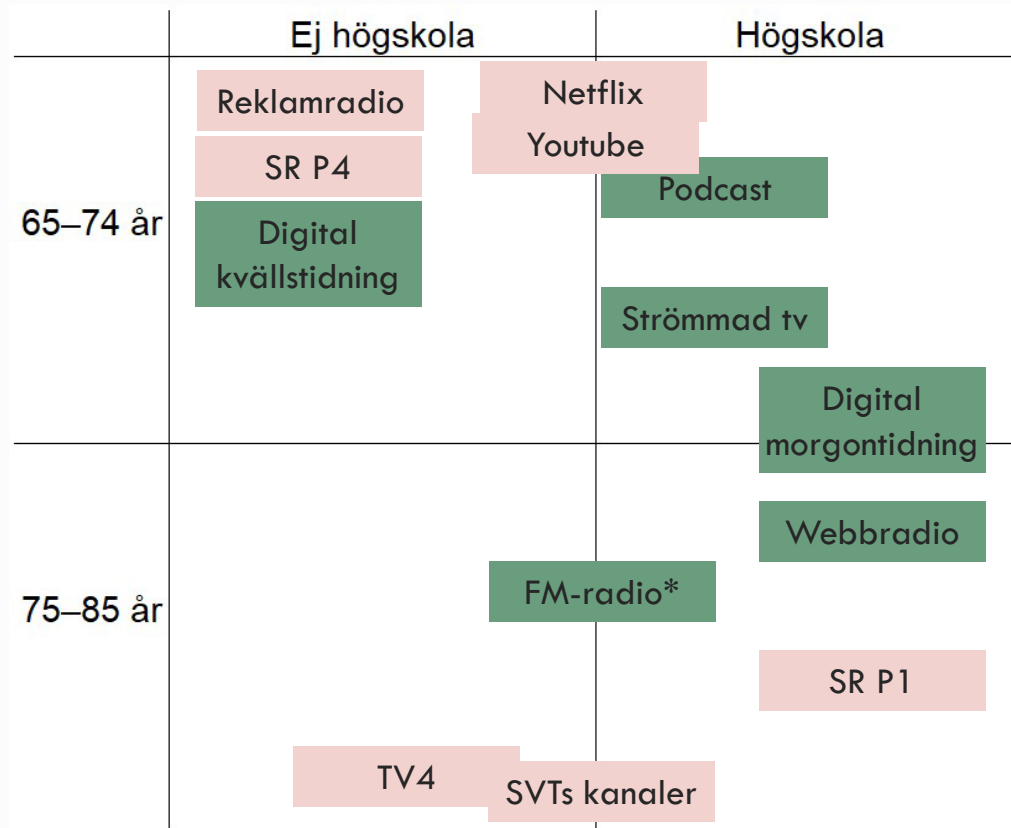 Ej högskola
Högskola
65–74 år
Reklamradio
Netflix
Youtube
SR P4
Podcast
Digital
kvällstidning
Strömmad tv
Digital
morgontidning
75–85 år
Webbradio
FM-radio*
SR P1
TV4
SVTs kanaler